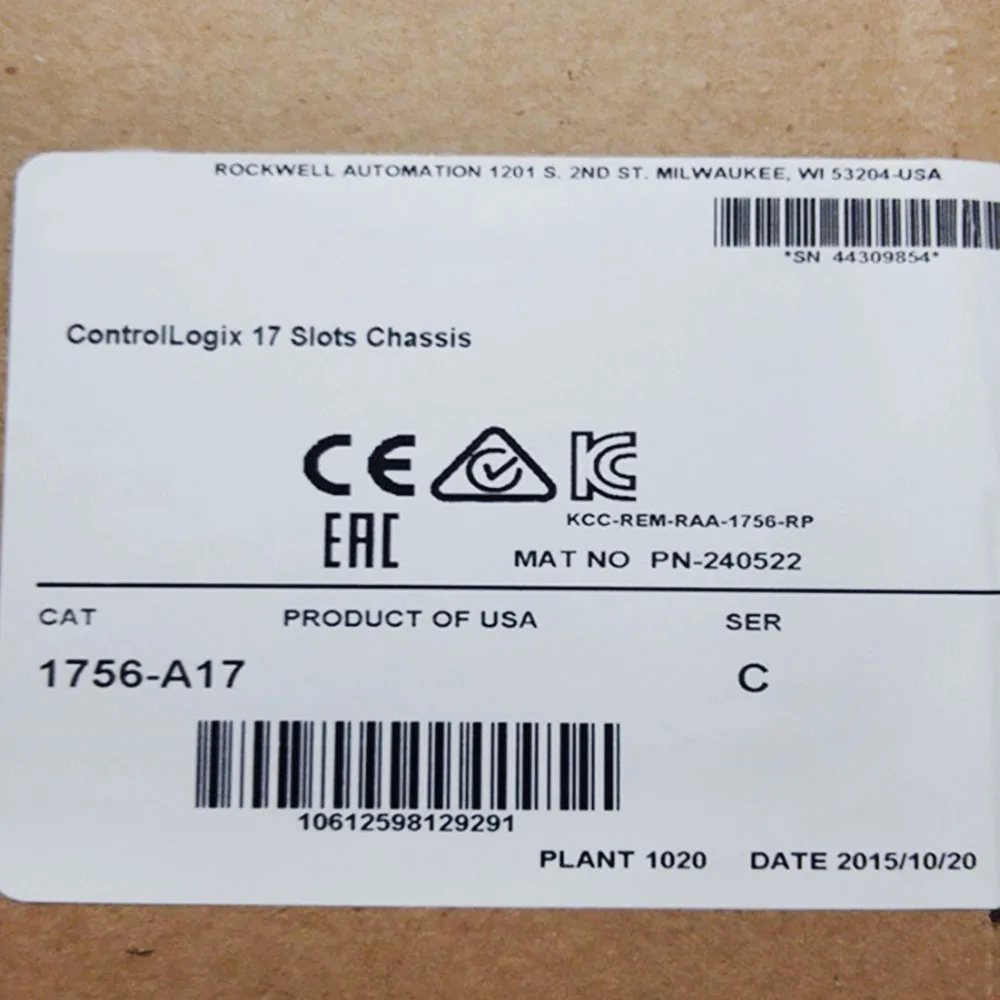 ROCKWELL AUTOMATION 1201 S. 2ND ST. MILWAUKEE, WI 53204-USA
*SN 44309854*
ControlLogix 17 Slots Chassis
CE KC
EAC KCC-REM-RAA-1756-RP
MAT NO PN-240522
CAT PRODUCT OF USA SER
1756-A17 C
10612598129291
PLANT 1020 DATE 2015/10/20